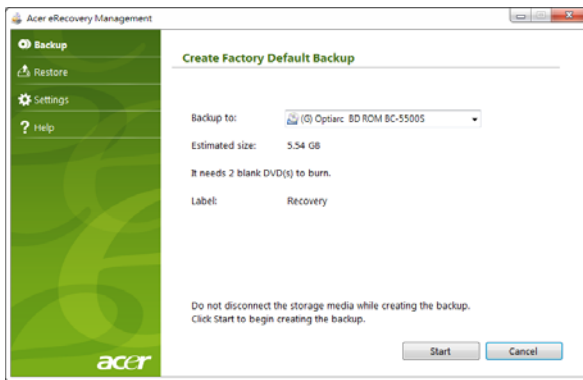 Acer eRecovery Management
Backup
Restore
Settings
Help
Create Factory Default Backup
Backup to: (G) Optiarc BD ROM BC-5500S
Estimated size: 5.54 GB
It needs 2 blank DVD(s) to burn.
Label: Recovery
Do not disconnect the storage media while creating the backup.
Click Start to begin creating the backup.
Start Cancel
acer